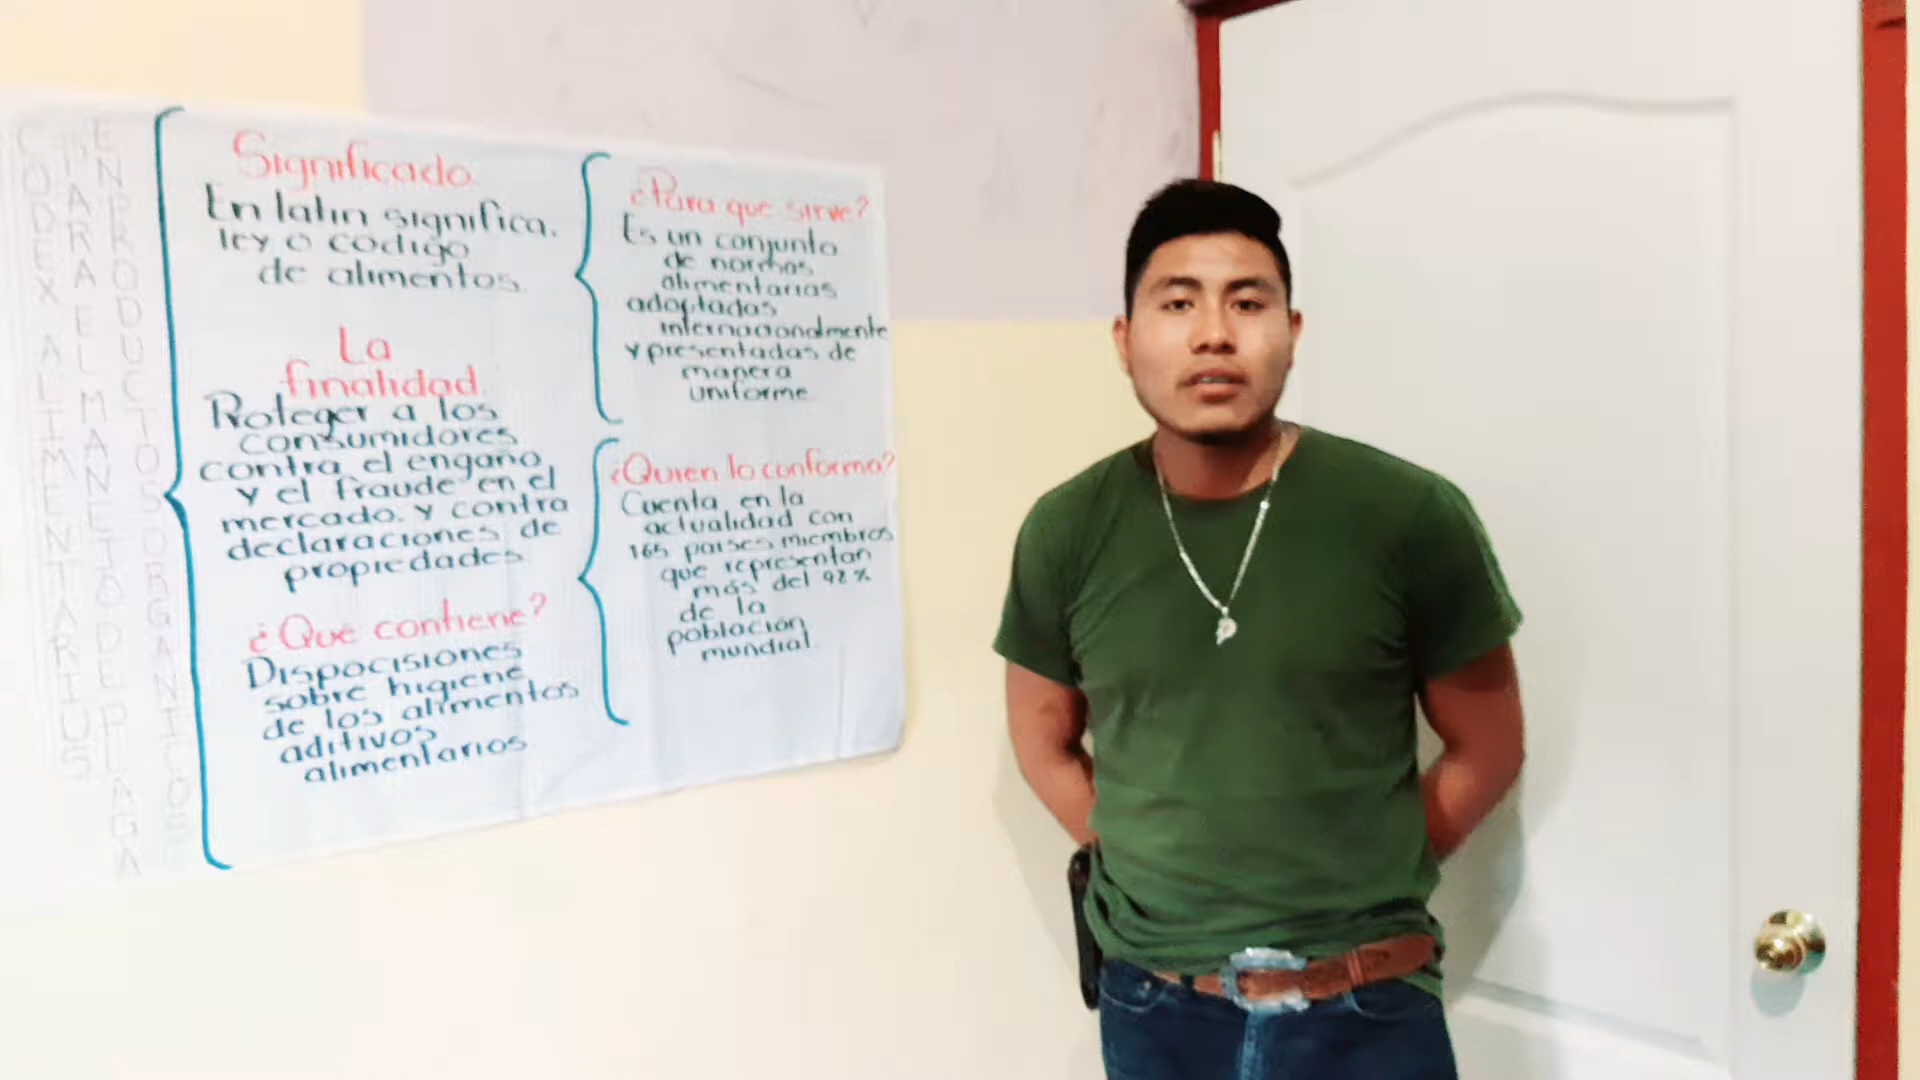 CODEX ALIMENTARIUS
PARA EL MANEJO DE PLAGA
EN PRODUCTOS ORGANICOS
Significado
En latin significa.
ley o codigo
de alimentos.
La
finalidad
Proteger a los
consumidores
contra el engaño
y el fraude en el
mercado. y contra
declaraciones de
propiedades
¿Que contiene?
Dispocisiones
sobre higiene
de los alimentos
aditivos
alimentarios.
¿Para que sirve?
Es un conjunto
de normas
alimentarias
adoptadas
internacionalmente
y presentadas de
manera
uniforme
¿Quien lo conforma?
Cuenta en la
actualidad con
165 paises miembros
que representan
más del 98%
de la
población
mundial.